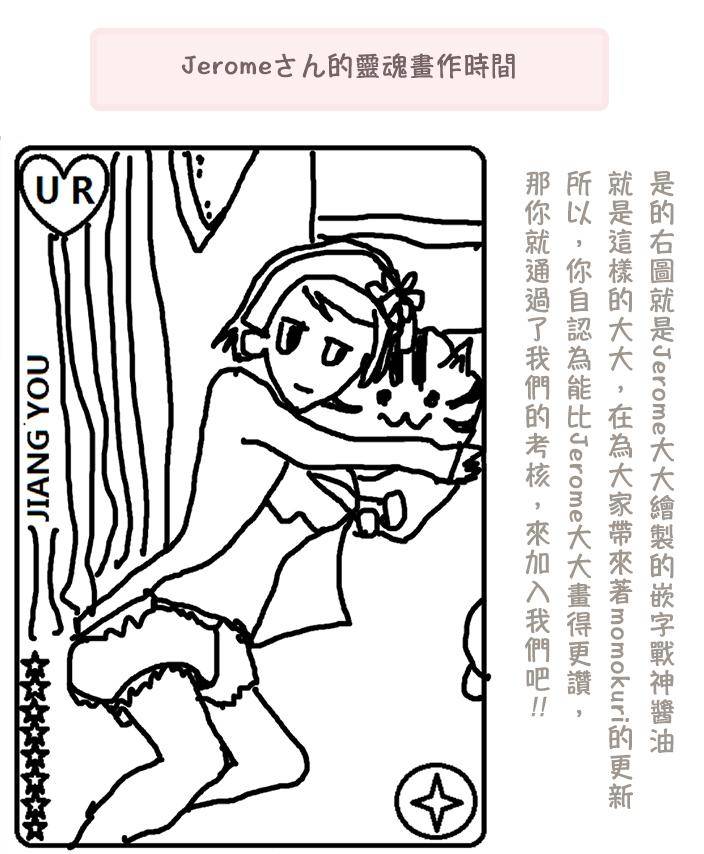 Jeromeさん的靈魂畫作時間
UR
JIANG YOU
是的右圖就是Jerome大大繪製的嵌字戰神醬油
就是這樣的大大，在為大家帶來著momokuri的更新
所以，你自認為能比Jerome大大畫得更讚，
那你就通過了我們的考核，來加入我們吧!!